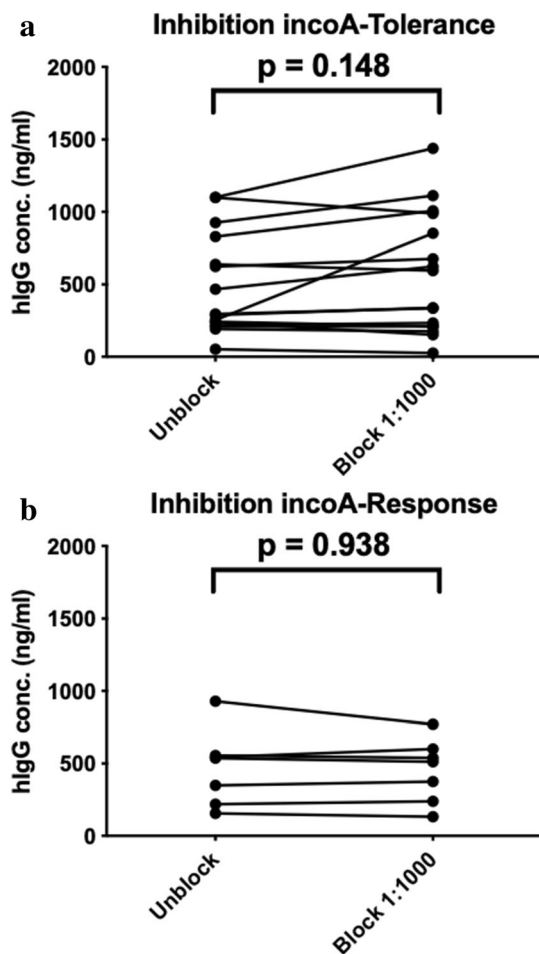 a
Inhibition incoA-Tolerance
p = 0.148
2000
1500
1000
500
0
hIgG conc. (ng/ml)
Unblock
Block 1:1000
b
Inhibition incoA-Response
p = 0.938
2000
1500
1000
500
0
hIgG conc. (ng/ml)
Unblock
Block 1:1000